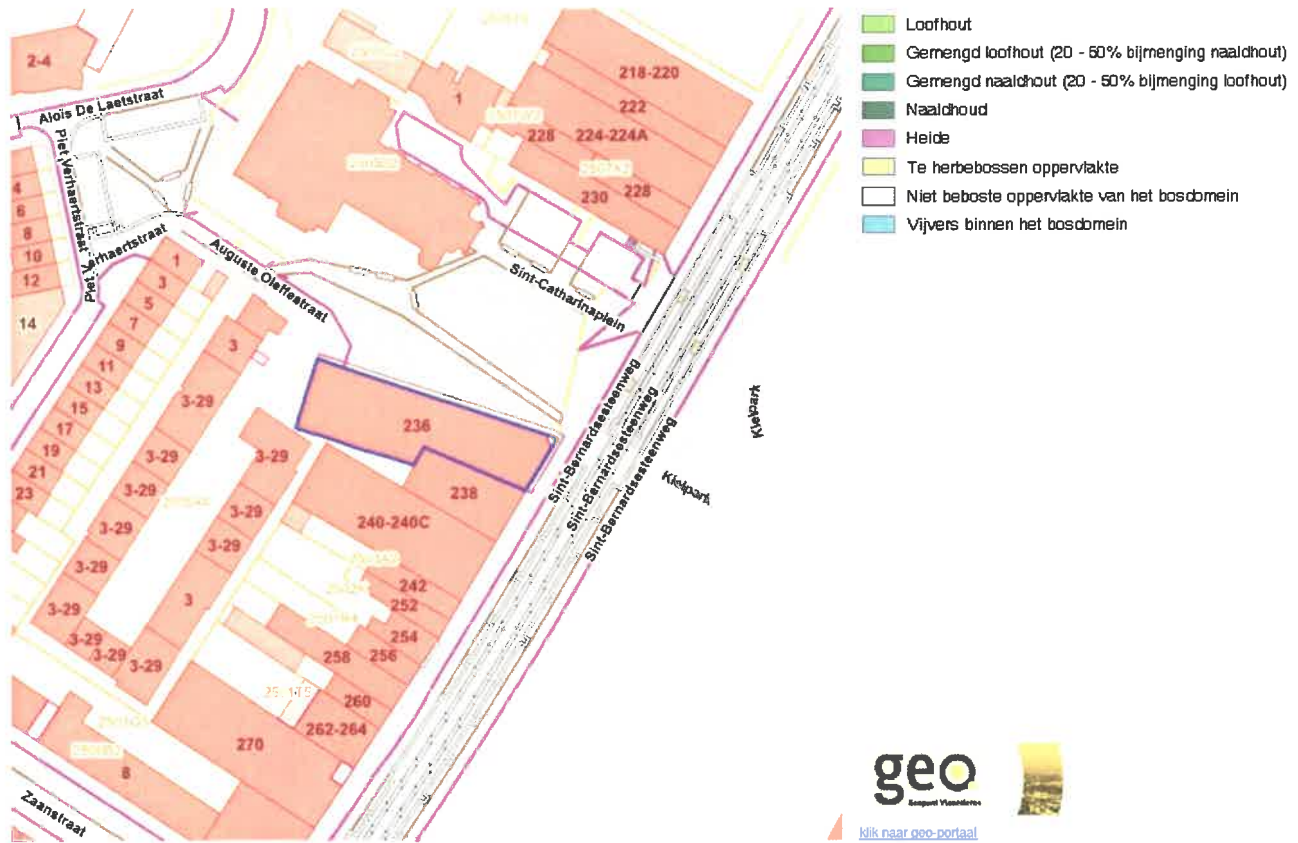 2-4
Aloïs De Laetstraat
Piet Verhaertstraat
4
6
8
10
12
14
1
218-220
222
224-224A
228
228
230
Sint-Catharinaplein
Auguste Oleffestraat
1
3
5
7
9
11
13
15
17
19
21
23
3
3-29
3-29
3-29
3-29
3-29
3-29
3-29
3-29
3-29
3-29
3-29
3-29
3
236
238
240-240C
242
252
254
256
258
260
262-264
270
8
Zaanstraat
Sint-Bernardsesteenweg
Sint-Bernardsesteenweg
Sint-Bernardsesteenweg
Kielpark
Kielpark
Loofhout
Gemengd loofhout (20 - 50% bijmenging naaldhout)
Gemengd naaldhout (20 - 50% bijmenging loofhout)
Naaldhoud
Heide
Te herbebossen oppervlakte
Niet beboste oppervlakte van het bosdomein
Vijvers binnen het bosdomein
geo
Geopunt Vlaanderen
klik naar geo-portaal